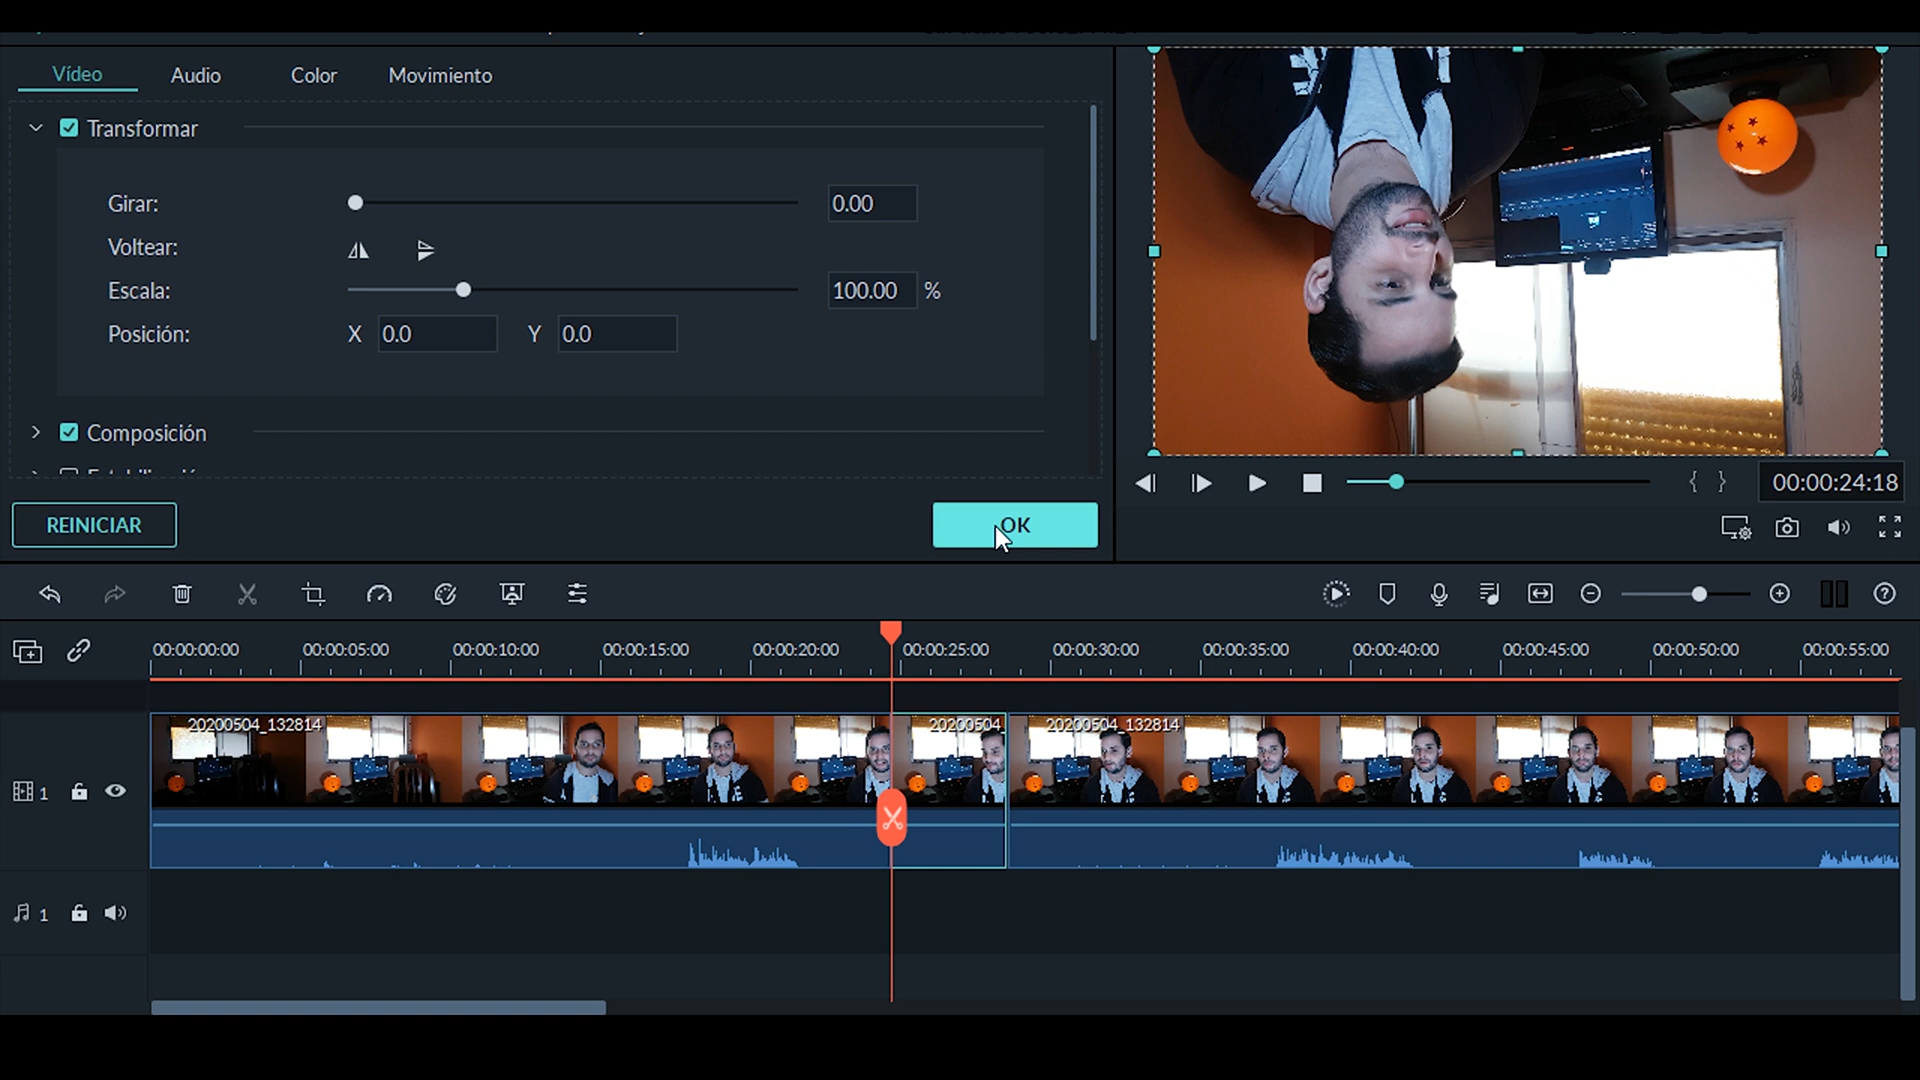 Vídeo Audio Color Movimiento
Transformar
Girar: 0.00
Voltear:
Escala: 100.00 %
Posición: X 0.0 Y 0.0
Composición
REINICIAR OK
{ } 00:00:24:18
00:00:00:00 00:00:05:00 00:00:10:00 00:00:15:00 00:00:20:00 00:00:25:00 00:00:30:00 00:00:35:00 00:00:40:00 00:00:45:00 00:00:50:00 00:00:55:00
20200504_132814 20200504_ 20200504_132814
1
1